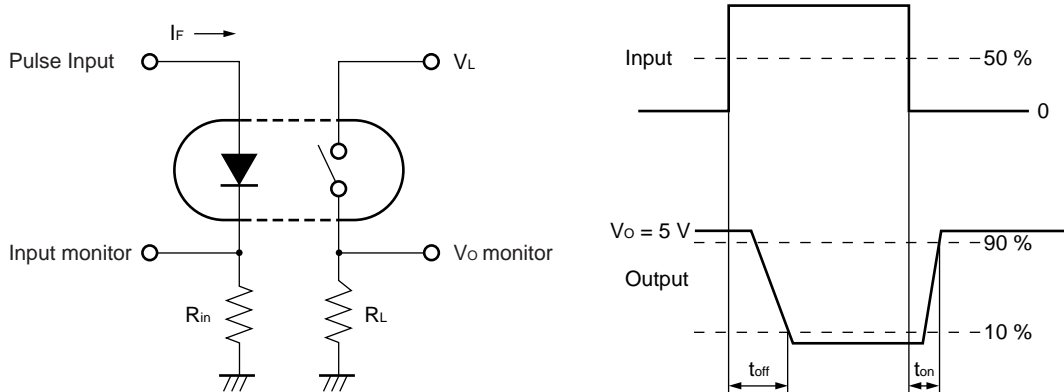 IF
Pulse Input
VL
Input monitor
VO monitor
Rin
RL
Input
50 %
0
VO = 5 V
90 %
Output
10 %
toff
ton